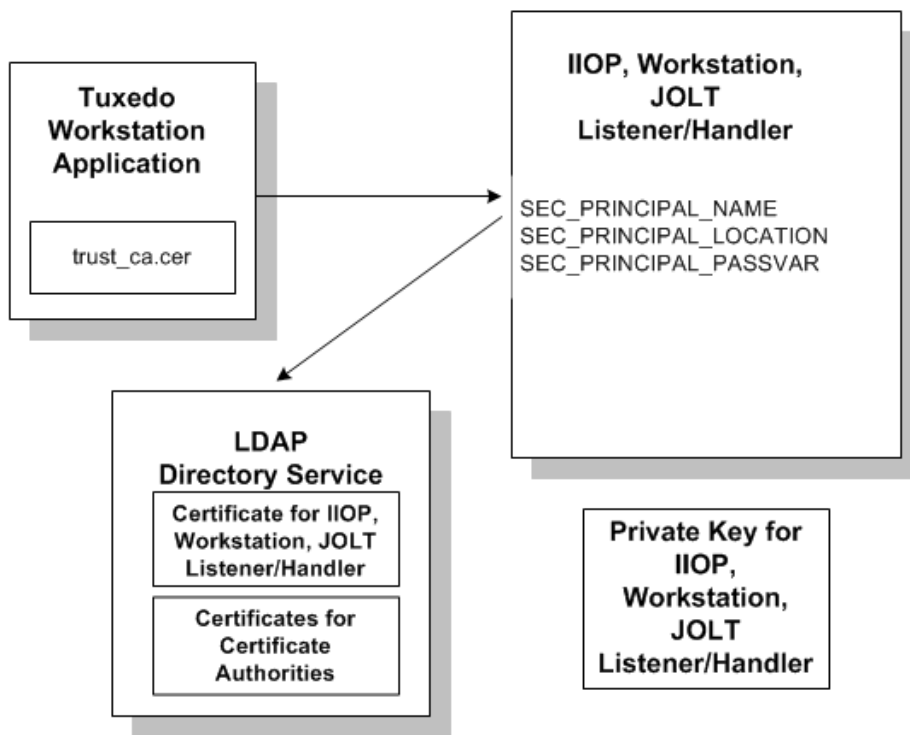 Tuxedo
Workstation
Application
trust_ca.cer
IIOP, Workstation,
JOLT
Listener/Handler
SEC_PRINCIPAL_NAME
SEC_PRINCIPAL_LOCATION
SEC_PRINCIPAL_PASSVAR
LDAP
Directory Service
Certificate for IIOP,
Workstation, JOLT
Listener/Handler
Certificates for
Certificate
Authorities
Private Key for
IIOP,
Workstation,
JOLT
Listener/Handler